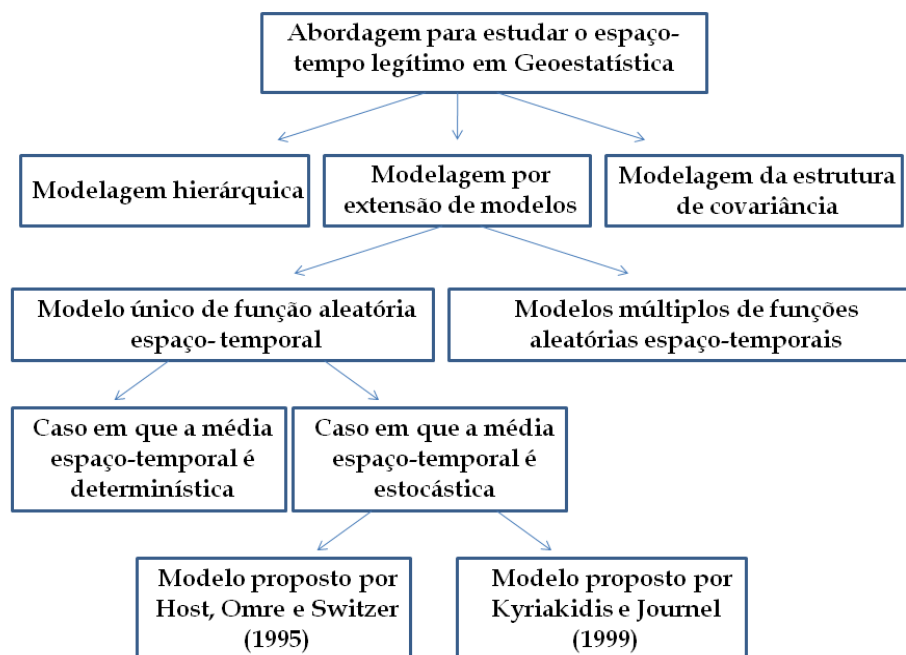 Abordagem para estudar o espaço-
tempo legítimo em Geoestatística
Modelagem hierárquica
Modelagem por
extensão de modelos
Modelagem da estrutura
de covariância
Modelo único de função aleatória
espaço- temporal
Modelos múltiplos de funções
aleatórias espaço-temporais
Caso em que a média
espaço-temporal é
determinística
Caso em que a média
espaço-temporal é
estocástica
Modelo proposto por
Host, Omre e Switzer
(1995)
Modelo proposto por
Kyriakidis e Journel
(1999)